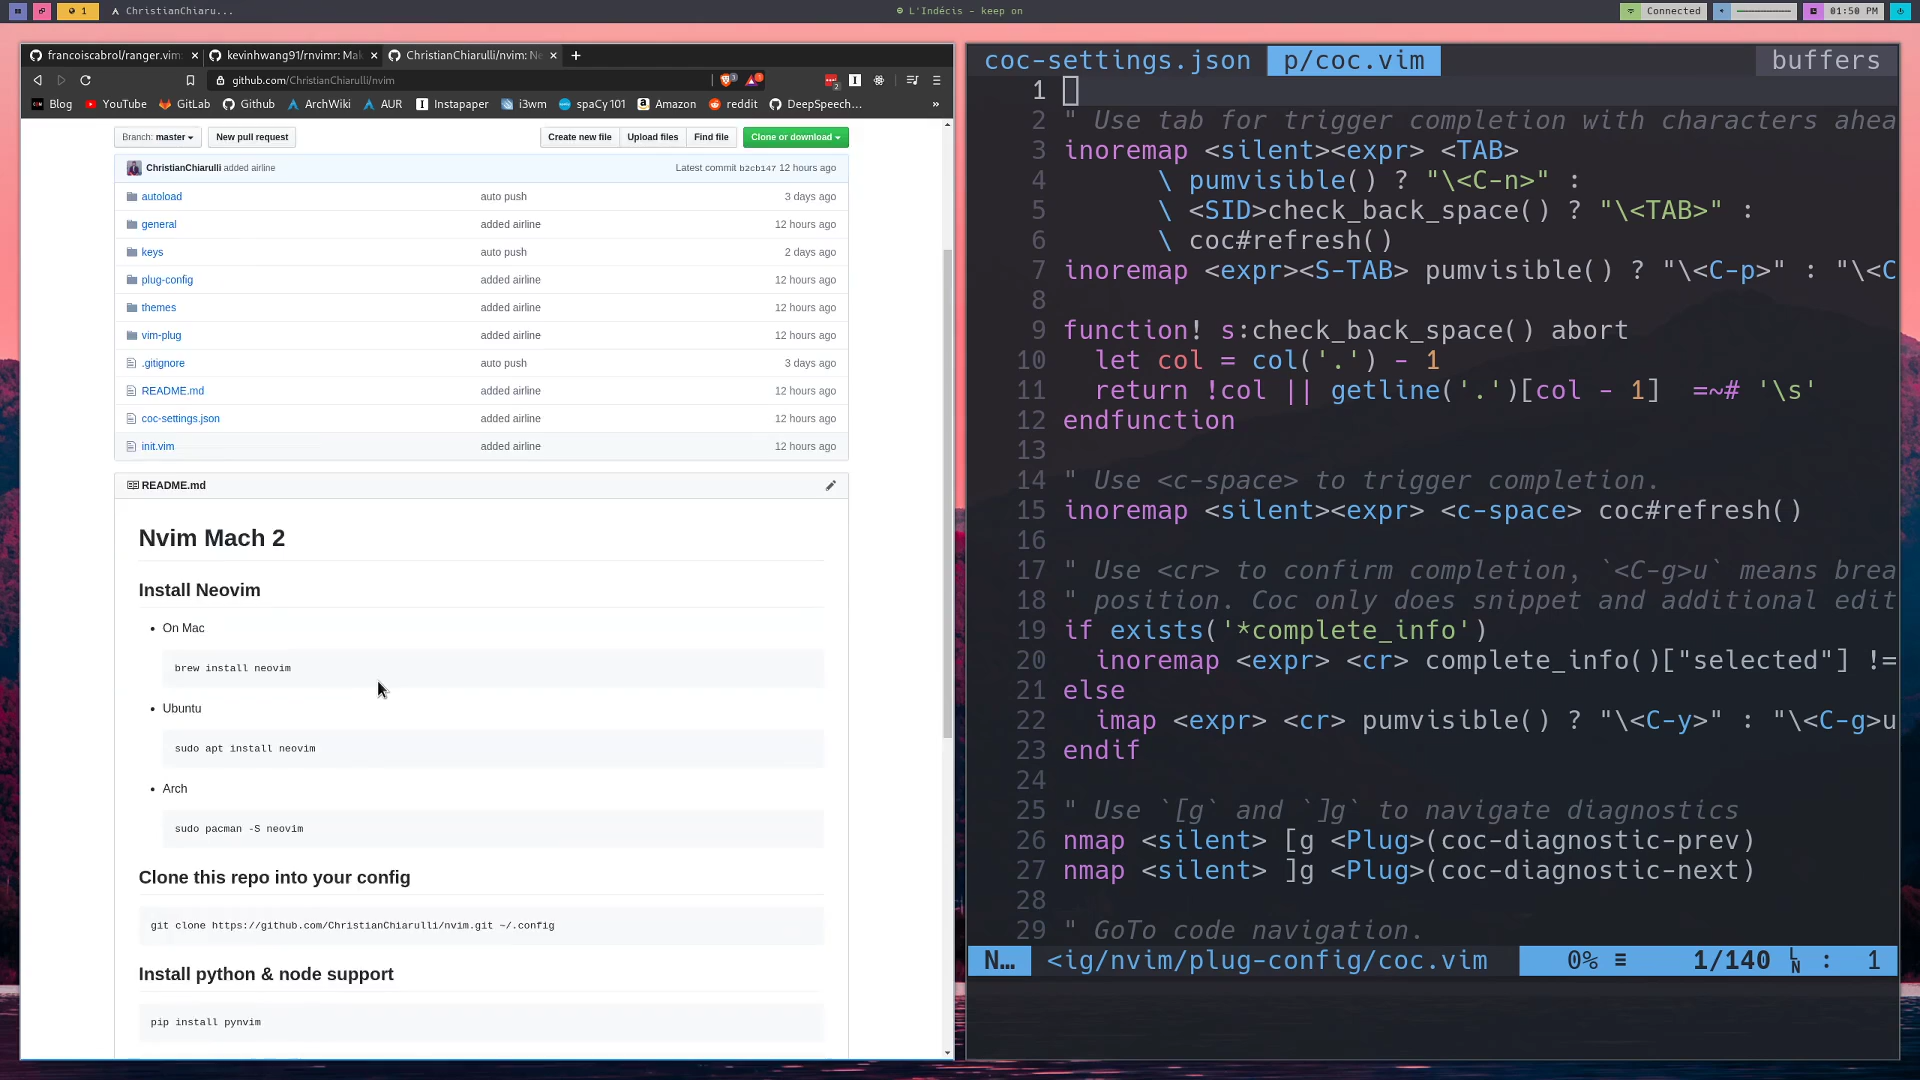 1
ChristianChiaru...
L'Indécis - keep on
Connected
01:50 PM
francoiscabrol/ranger.vim:
kevinhwang91/rnvimr: Mak
ChristianChiarulli/nvim: Ne
github.com/ChristianChiarulli/nvim
Blog
YouTube
GitLab
Github
ArchWiki
AUR
Instapaper
i3wm
spaCy101
Amazon
reddit
DeepSpeech...
»
Branch: master
New pull request
Create new file
Upload files
Find file
Clone or download
ChristianChiarulli added airline
Latest commit b2cb147 12 hours ago
autoload auto push 3 days ago
general added airline 12 hours ago
keys auto push 2 days ago
plug-config added airline 12 hours ago
themes added airline 12 hours ago
vim-plug added airline 12 hours ago
.gitignore auto push 3 days ago
README.md added airline 12 hours ago
coc-settings.json added airline 12 hours ago
init.vim added airline 12 hours ago
README.md
Nvim Mach 2
Install Neovim
• On Mac
brew install neovim
• Ubuntu
sudo apt install neovim
• Arch
sudo pacman -S neovim
Clone this repo into your config
git clone https://github.com/ChristianChiarulli/nvim.git ~/.config
Install python & node support
pip install pynvim
coc-settings.json
p/coc.vim
buffers
1
2 " Use tab for trigger completion with characters ahea
3 inoremap <silent><expr> <TAB>
4 \ pumvisible() ? "\<C-n>" :
5 \ <SID>check_back_space() ? "\<TAB>" :
6 \ coc#refresh()
7 inoremap <expr><S-TAB> pumvisible() ? "\<C-p>" : "\<C
8
9 function! s:check_back_space() abort
10 let col = col('.') - 1
11 return !col || getline('.')[col - 1]  =~# '\s'
12 endfunction
13
14 " Use <c-space> to trigger completion.
15 inoremap <silent><expr> <c-space> coc#refresh()
16
17 " Use <cr> to confirm completion, `<C-g>u` means brea
18 " position. Coc only does snippet and additional edit
19 if exists('*complete_info')
20 inoremap <expr> <cr> complete_info()["selected"] !=
21 else
22 imap <expr> <cr> pumvisible() ? "\<C-y>" : "\<C-g>u
23 endif
24
25 " Use `[g` and `]g` to navigate diagnostics
26 nmap <silent> [g <Plug>(coc-diagnostic-prev)
27 nmap <silent> ]g <Plug>(coc-diagnostic-next)
28
29 " GoTo code navigation.
N… <ig/nvim/plug-config/coc.vim 0% ≡ 1/140 LN : 1